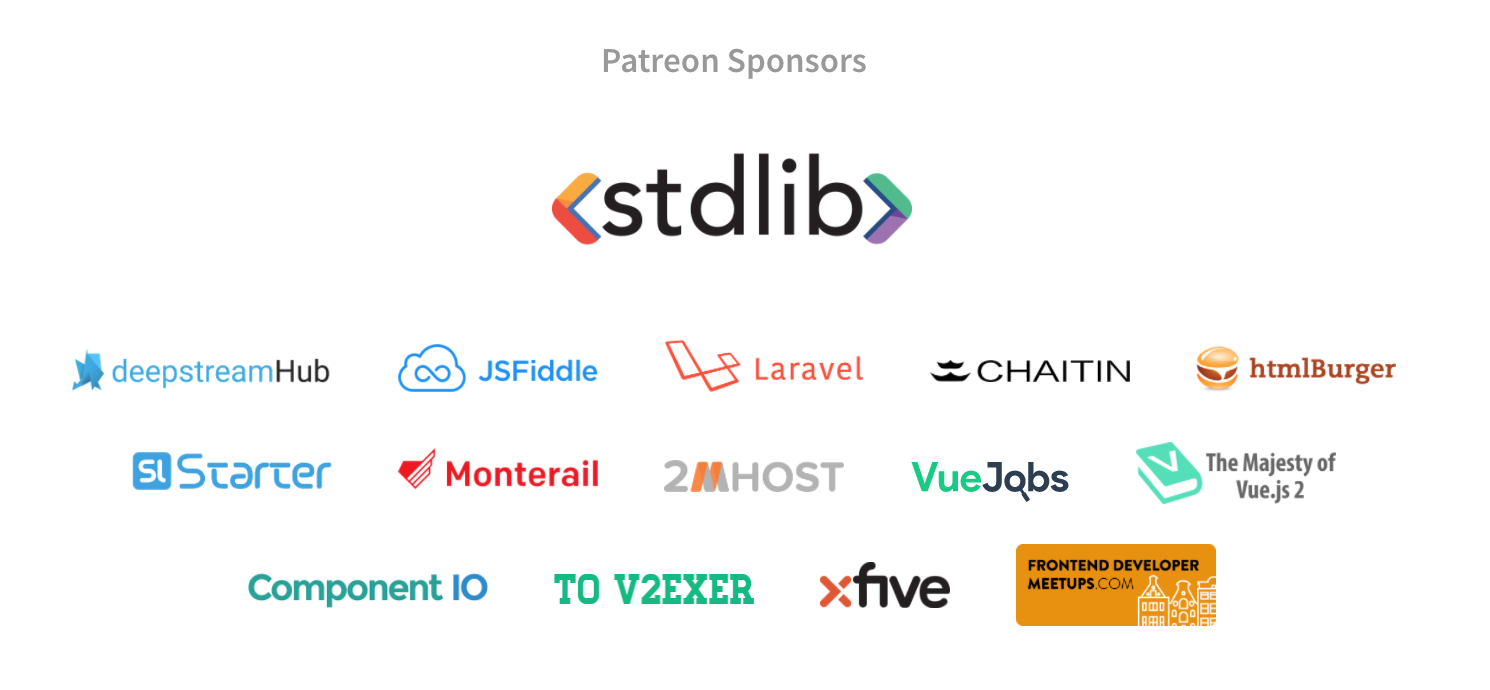 Patreon Sponsors
<stdlib>
deepstreamHub
JSFiddle
Laravel
CHAITIN
htmlBurger
SL Starter
Monterail
2MHOST
VueJobs
The Majesty of
Vue.js 2
Component IO
TO V2EXER
xfive
FRONTEND DEVELOPER
MEETUPS.COM